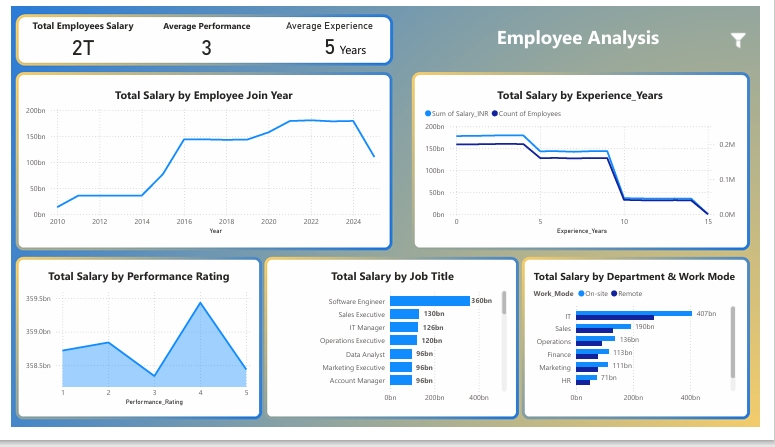 Total Employees Salary
Average Performance
Average Experience
2T
3
5 Years
Employee Analysis
Total Salary by Employee Join Year
200bn
150bn
100bn
50bn
0bn
2010 2012 2014 2016 2018 2020 2022 2024
Year
Total Salary by Experience_Years
Sum of Salary_INR Count of Employees
200bn
150bn
100bn
50bn
0bn
0.2M
0.1M
0.0M
0 5 10 15
Experience_Years
Total Salary by Performance Rating
359.5bn
359.0bn
358.5bn
1 2 3 4 5
Performance_Rating
Total Salary by Job Title
Software Engineer 360bn
Sales Executive 130bn
IT Manager 126bn
Operations Executive 120bn
Data Analyst 96bn
Marketing Executive 96bn
Account Manager 96bn
0bn 200bn 400bn
Total Salary by Department & Work Mode
Work_Mode On-site Remote
IT 407bn
Sales 190bn
Operations 136bn
Finance 113bn
Marketing 111bn
HR 71bn
0bn 200bn 400bn